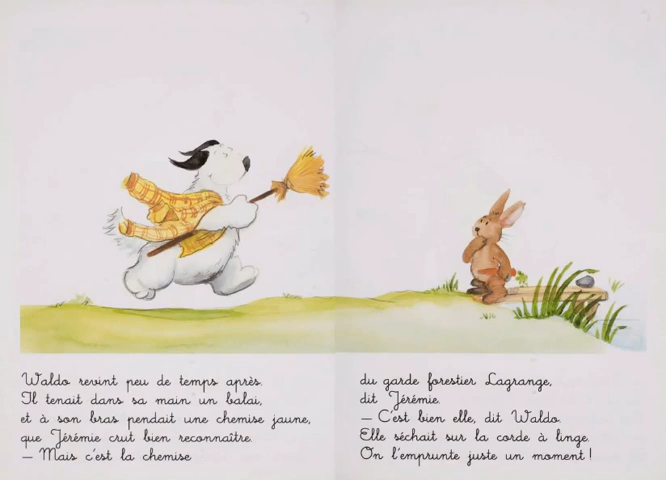 Waldo revint peu de temps après.
Il tenait dans sa main un balai,
et à son bras pendait une chemise jaune,
que Jérémie crut bien reconnaître.
— Mais c'est la chemise
du garde forestier Lagrange,
dit Jérémie.
— C'est bien elle, dit Waldo.
Elle séchait sur la corde à linge.
On l'emprunte juste un moment !